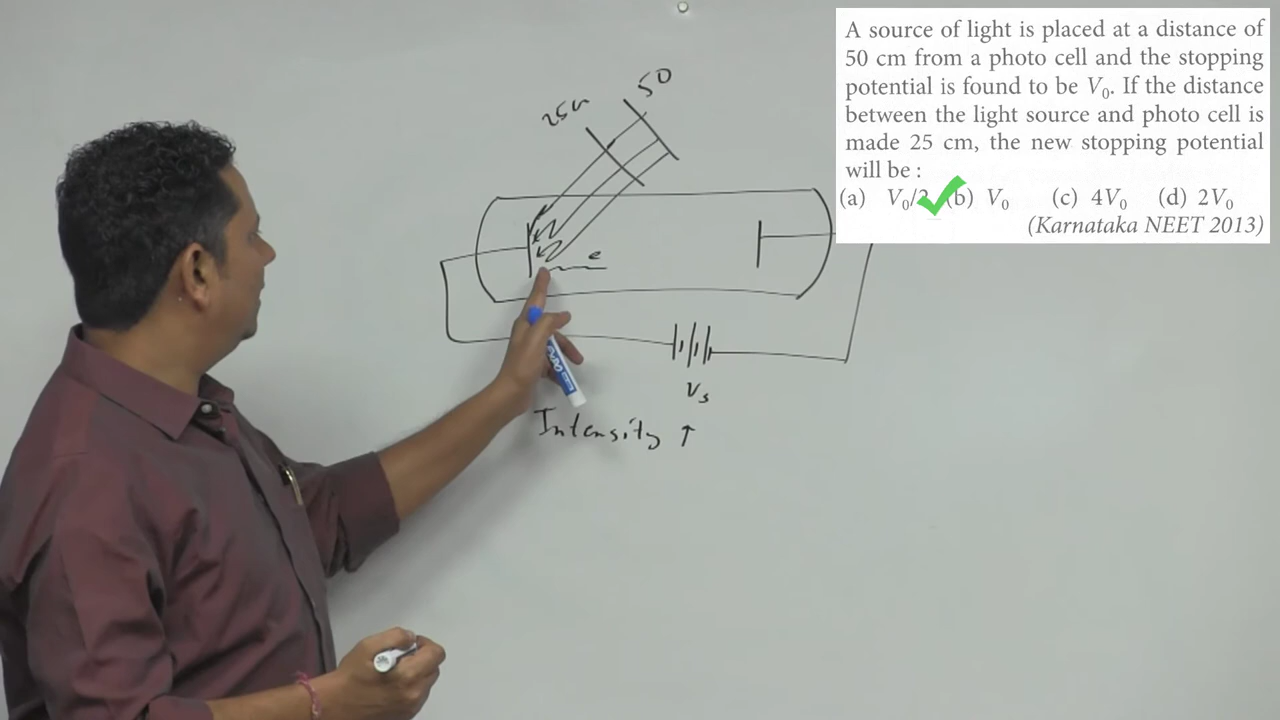 A source of light is placed at a distance of
50 cm from a photo cell and the stopping
potential is found to be V₀. If the distance
between the light source and photo cell is
made 25 cm, the new stopping potential
will be :
(a) V₀/2 (b) V₀ (c) 4V₀ (d) 2V₀
(Karnataka NEET 2013)
50
e
EXPO
Vs
Intensity ↑